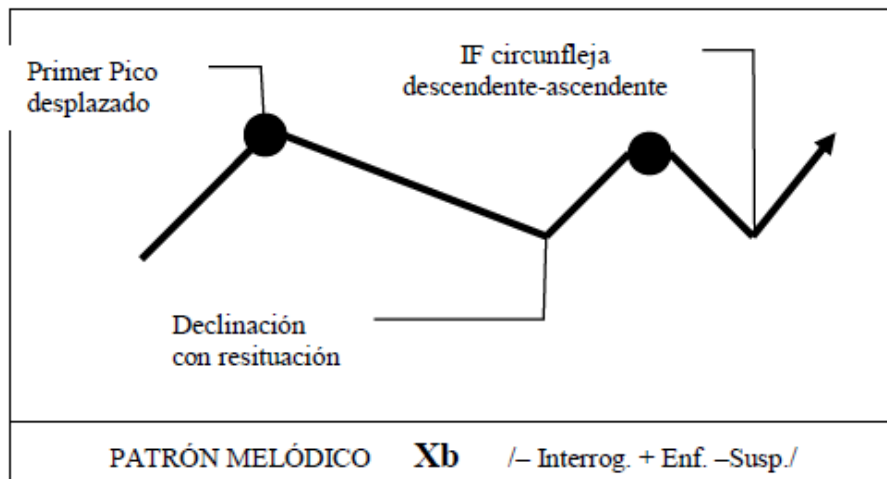 Primer Pico
desplazado
IF circunfleja
descendente-ascendente
Declinación
con resituación
PATRÓN MELÓDICO Xb /– Interrog. + Enf. –Susp./